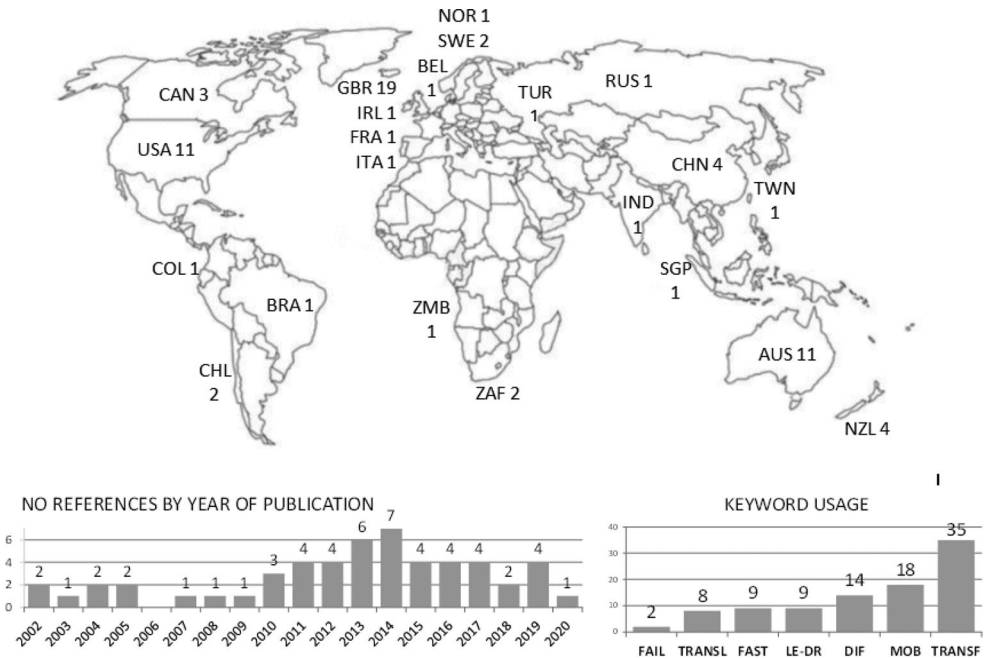 NOR 1
SWE 2
BEL
1
GBR 19
IRL 1
FRA 1
ITA 1
TUR
1
RUS 1
CAN 3
USA 11
CHN 4
TWN
1
IND
1
SGP
1
COL 1
BRA 1
CHL
2
ZMB
1
ZAF 2
AUS 11
NZL 4
I
NO REFERENCES BY YEAR OF PUBLICATION
6
4
2
0
2
1
2
2
1
1
1
3
4
4
6
7
4
4
4
2
4
1
2002
2003
2004
2005
2006
2007
2008
2009
2010
2011
2012
2013
2014
2015
2016
2017
2018
2019
2020
KEYWORD USAGE
40
30
20
10
0
2
8
9
9
14
18
35
FAIL TRANSL FAST LE-DR DIF MOB TRANSF